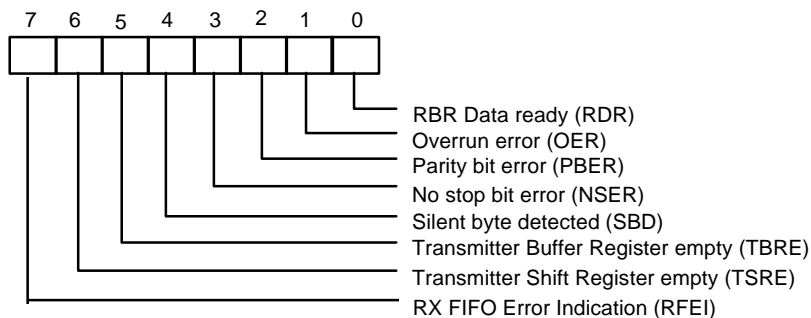 7 6 5 4 3 2 1 0
RBR Data ready (RDR)
Overrun error (OER)
Parity bit error (PBER)
No stop bit error (NSER)
Silent byte detected (SBD)
Transmitter Buffer Register empty (TBRE)
Transmitter Shift Register empty (TSRE)
RX FIFO Error Indication (RFEI)